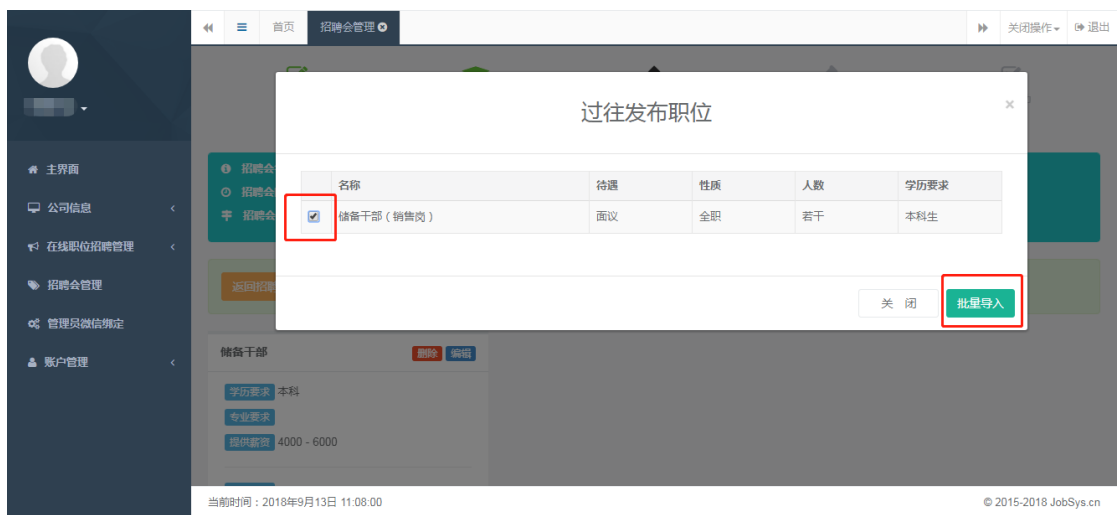 首页 招聘会管理 关闭操作 退出
过往发布职位
×
主界面
公司信息
在线职位招聘管理
招聘会管理
管理员微信绑定
账户管理
招聘会
招聘会
招聘会
名称 待遇 性质 人数 学历要求
储备干部（销售岗） 面议 全职 若干 本科生
返回招聘
关 闭 批量导入
储备干部 删除 编辑
学历要求 本科
专业要求
提供薪资 4000 - 6000
当前时间：2018年9月13日 11:08:00 © 2015-2018 JobSys.cn